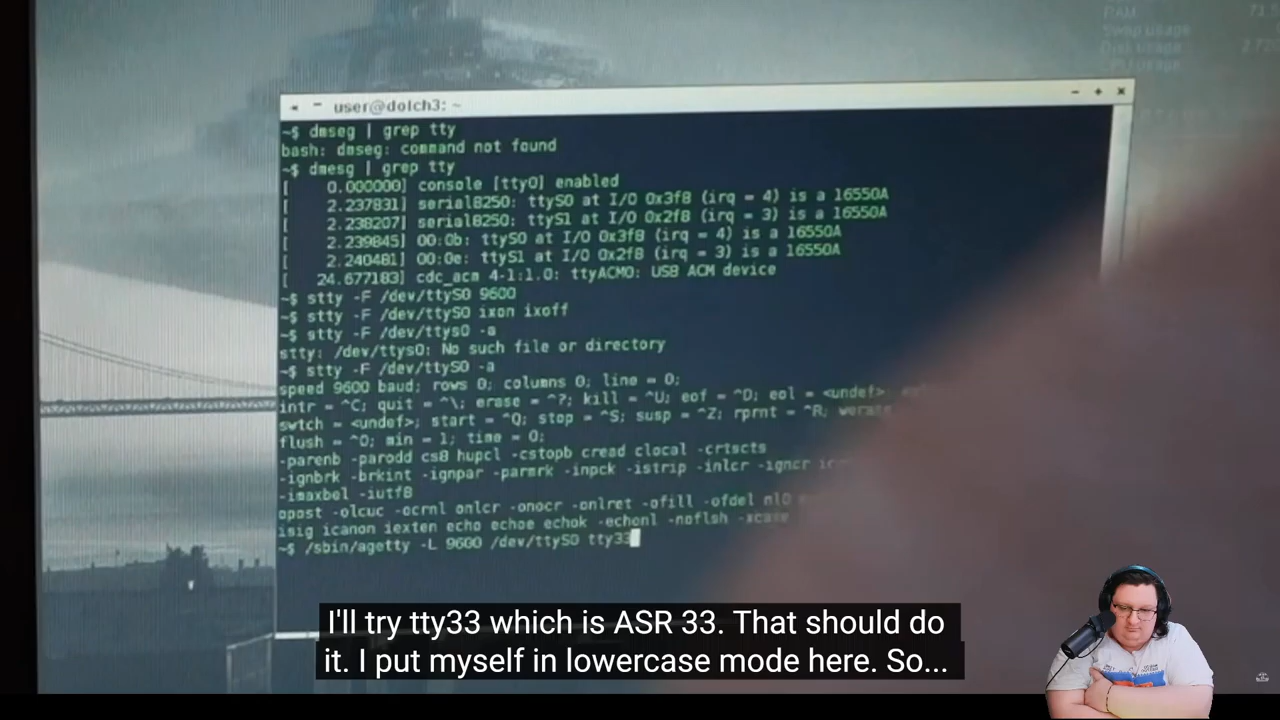 RAM
Swap usage
Disk usage
user@dolch3: ~
~$ dmseg | grep tty
bash: dmseg: command not found
~$ dmesg | grep tty
[ 0.000000] console [tty0] enabled
[ 2.237831] serial8250: ttyS0 at I/O 0x3f8 (irq = 4) is a 16550A
[ 2.238207] serial8250: ttyS1 at I/O 0x2f8 (irq = 3) is a 16550A
[ 2.239845] 00:0b: ttyS0 at I/O 0x3f8 (irq = 4) is a 16550A
[ 2.240481] 00:0e: ttyS1 at I/O 0x2f8 (irq = 3) is a 16550A
[ 24.677183] cdc_acm 4-1:1.0: ttyACM0: USB ACM device
~$ stty -F /dev/ttyS0 9600
~$ stty -F /dev/ttyS0 ixon ixoff
~$ stty -F /dev/ttys0 -a
stty: /dev/ttys0: No such file or directory
~$ stty -F /dev/ttyS0 -a
speed 9600 baud; rows 0; columns 0; line = 0;
intr = ^C; quit = ^\; erase = ^?; kill = ^U; eof = ^D; eol = <undef>;
swtch = <undef>; start = ^Q; stop = ^S; susp = ^Z; rprnt = ^R; werase
flush = ^O; min = 1; time = 0;
-parenb -parodd cs8 hupcl -cstopb cread clocal -crtscts
-ignbrk -brkint -ignpar -parmrk -inpck -istrip -inlcr -igncr
-imaxbel -iutf8
opost -olcuc -ocrnl onlcr -onocr -onlret -ofill -ofdel nl0
isig icanon iexten echo echoe echok -echonl -noflsh -xcase
~$ /sbin/agetty -L 9600 /dev/ttyS0 tty33
I'll try tty33 which is ASR 33. That should do
it. I put myself in lowercase mode here. So...